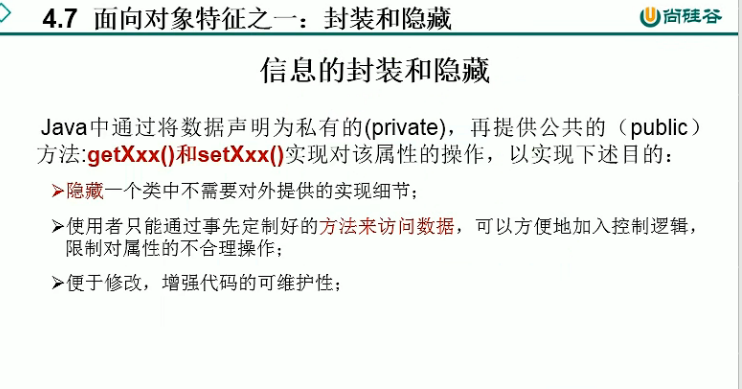 4.7 面向对象特征之一：封装和隐藏
尚硅谷
信息的封装和隐藏
Java中通过将数据声明为私有的(private)，再提供公共的（public）
方法:getXxx()和setXxx()实现对该属性的操作，以实现下述目的：
➢隐藏一个类中不需要对外提供的实现细节；
➢使用者只能通过事先定制好的方法来访问数据，可以方便地加入控制逻辑，
限制对属性的不合理操作；
➢便于修改，增强代码的可维护性；